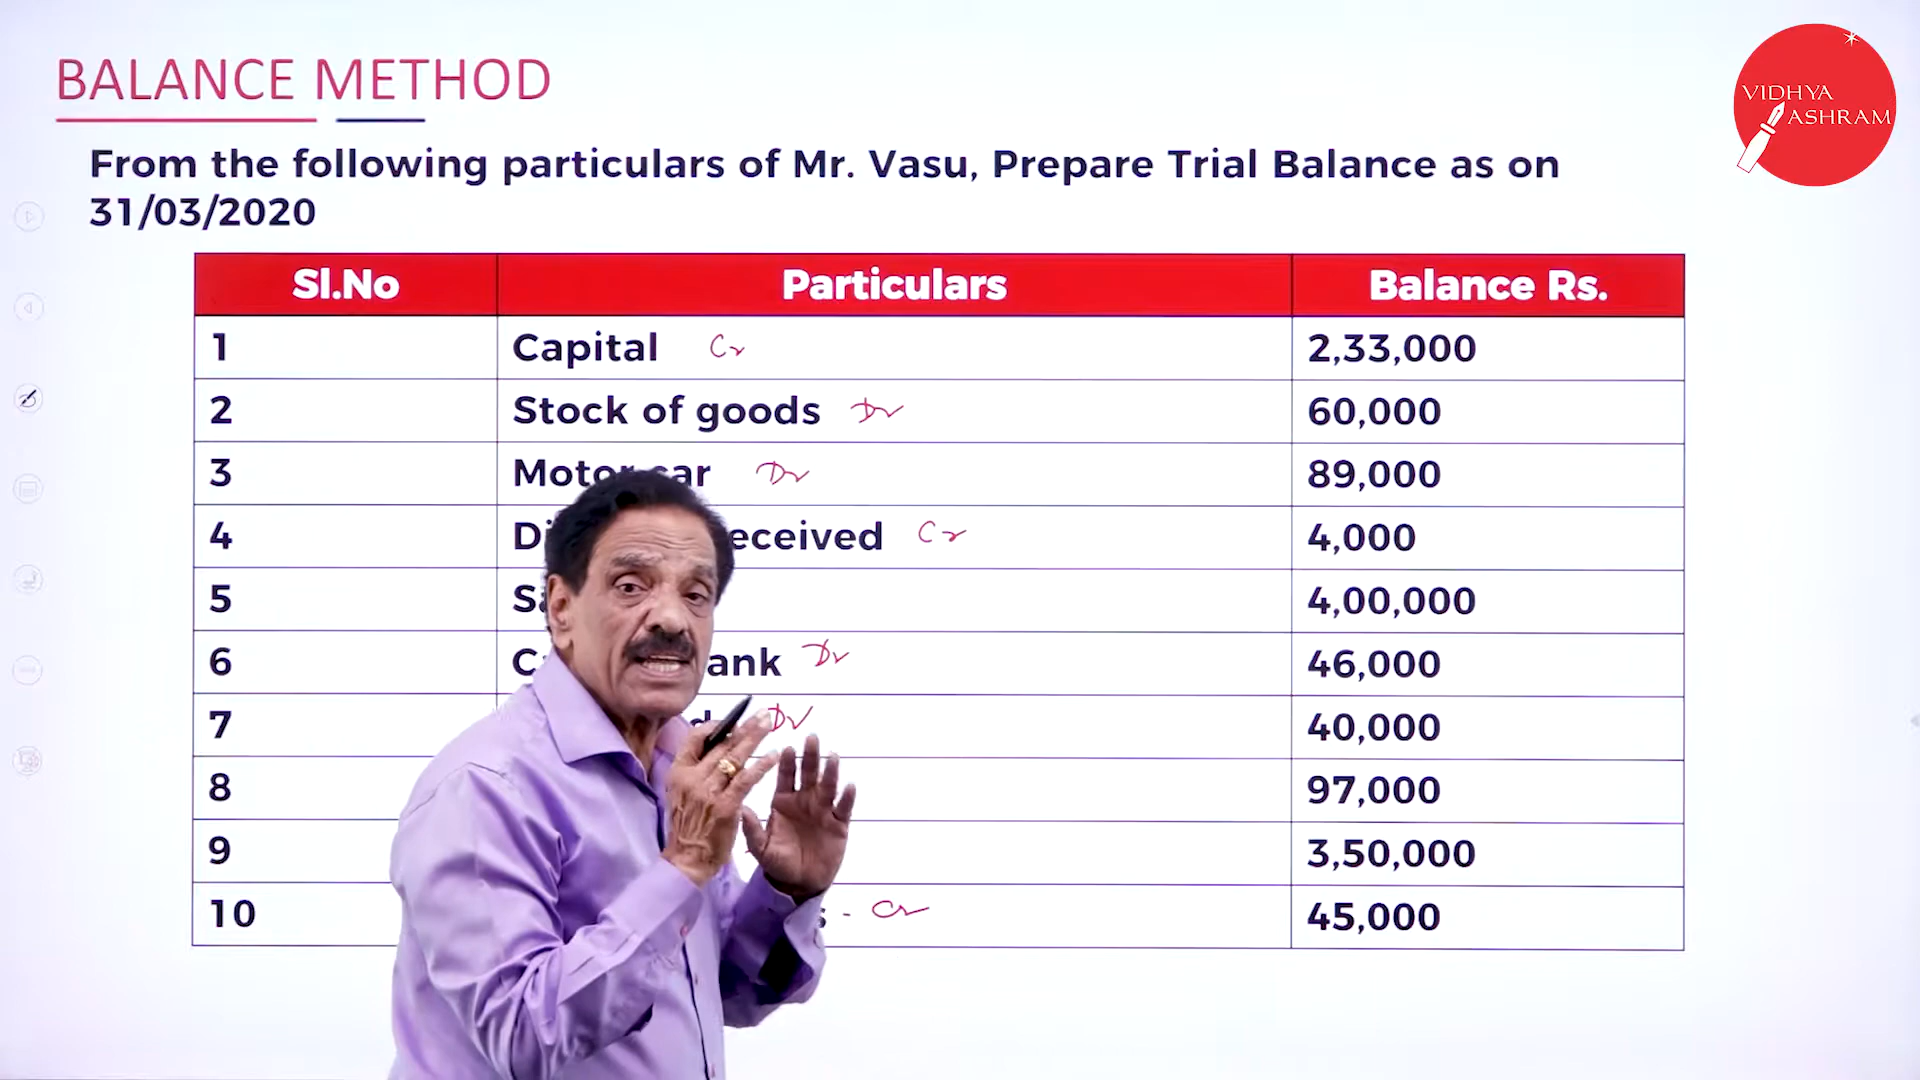 BALANCE METHOD
VIDHYA
ASHRAM
From the following particulars of Mr. Vasu, Prepare Trial Balance as on
31/03/2020
Sl.No Particulars Balance Rs.
1 Capital Cr 2,33,000
2 Stock of goods Dr 60,000
3 Motor car Dr 89,000
4 Received Cr 4,000
5 4,00,000
6 Dr 46,000
7 Dr 40,000
8 97,000
9 3,50,000
10 - Cr 45,000